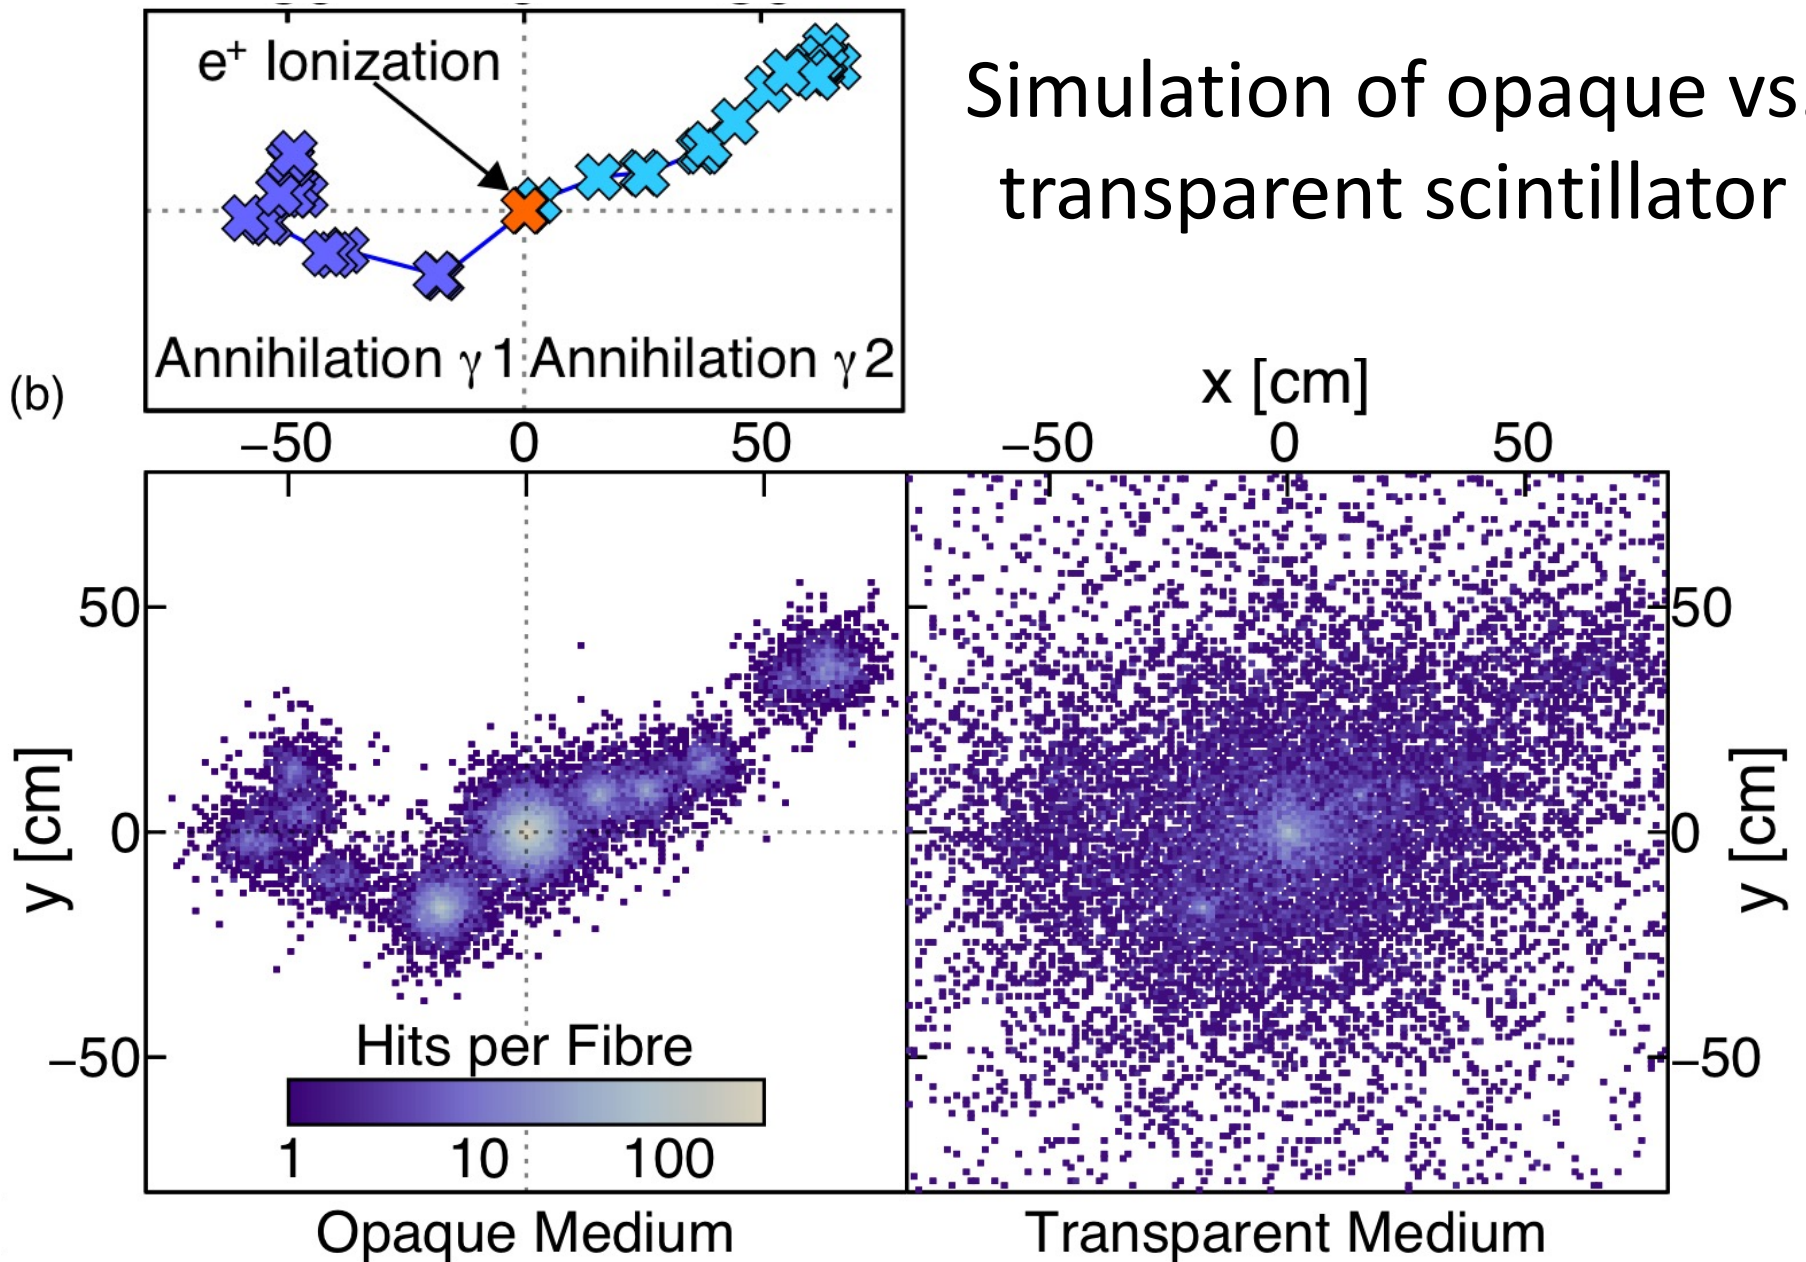 e⁺ Ionization
Simulation of opaque vs.
transparent scintillator
Annihilation γ 1
Annihilation γ 2
(b)
x [cm]
−50 0 50
−50 0 50
50
0
−50
y [cm]
50
0
−50
y [cm]
Hits per Fibre
1 10 100
Opaque Medium
Transparent Medium